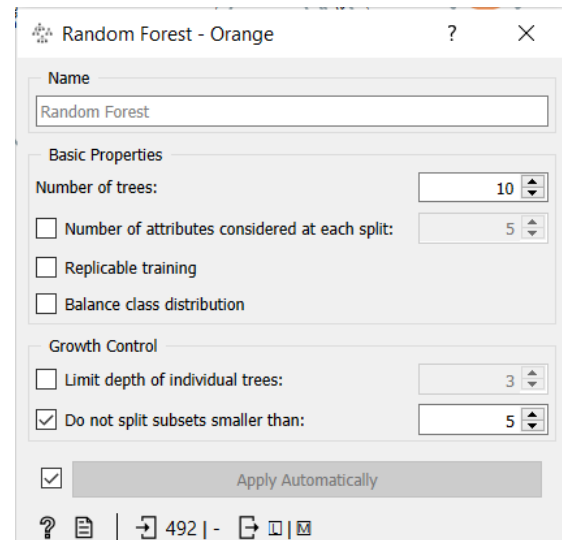 Random Forest - Orange ? ×
Name
Random Forest
Basic Properties
Number of trees: 10
Number of attributes considered at each split: 5
Replicable training
Balance class distribution
Growth Control
Limit depth of individual trees: 3
Do not split subsets smaller than: 5
Apply Automatically
? 492 | - L | M